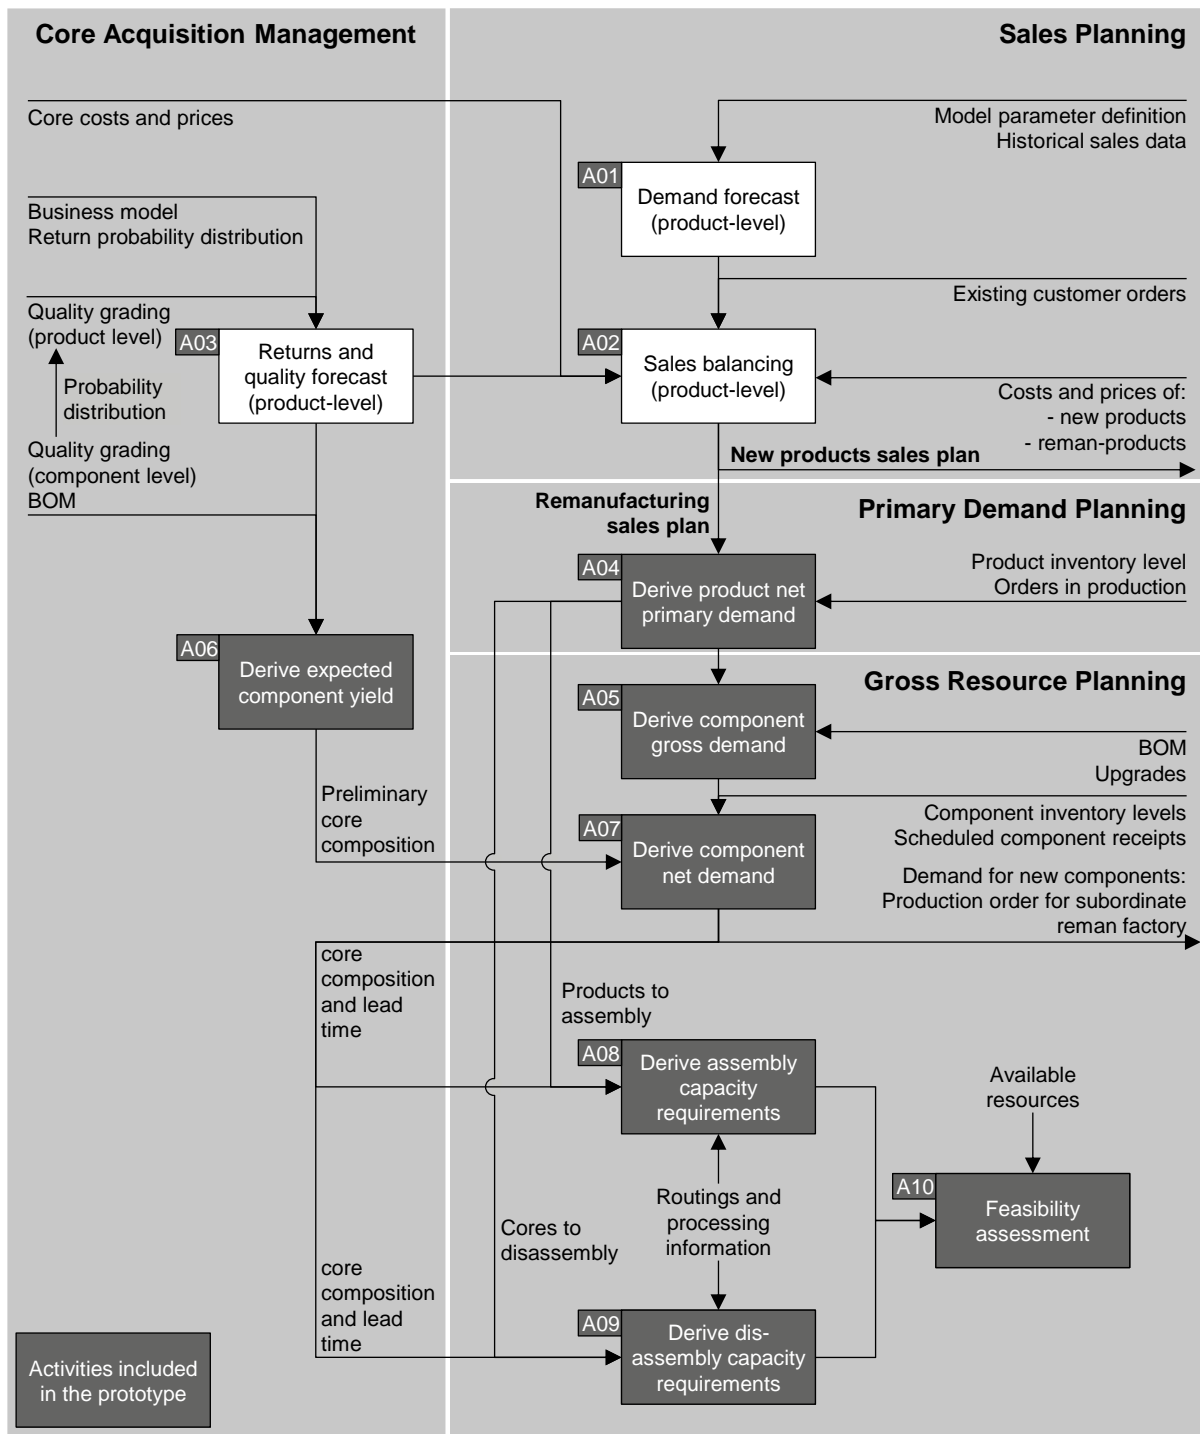 Core Acquisition Management
Sales Planning
Core costs and prices
Model parameter definition
Historical sales data
A01
Demand forecast
(product-level)
Business model
Return probability distribution
Existing customer orders
Quality grading
(product level)
A03
Returns and
quality forecast
(product-level)
A02
Sales balancing
(product-level)
Probability
distribution
Costs and prices of:
- new products
- reman-products
Quality grading
(component level)
BOM
New products sales plan
Remanufacturing
sales plan
Primary Demand Planning
A04
Derive product net
primary demand
Product inventory level
Orders in production
A06
Derive expected
component yield
Gross Resource Planning
A05
Derive component
gross demand
BOM
Upgrades
Preliminary
core
composition
A07
Derive component
net demand
Component inventory levels
Scheduled component receipts
Demand for new components:
Production order for subordinate
reman factory
core
composition
and lead
time
Products to
assembly
A08
Derive assembly
capacity
requirements
Available
resources
A10
Feasibility
assessment
Routings and
processing
information
Cores to
disassembly
core
composition
and lead
time
A09
Derive dis-
assembly capacity
requirements
Activities included
in the prototype